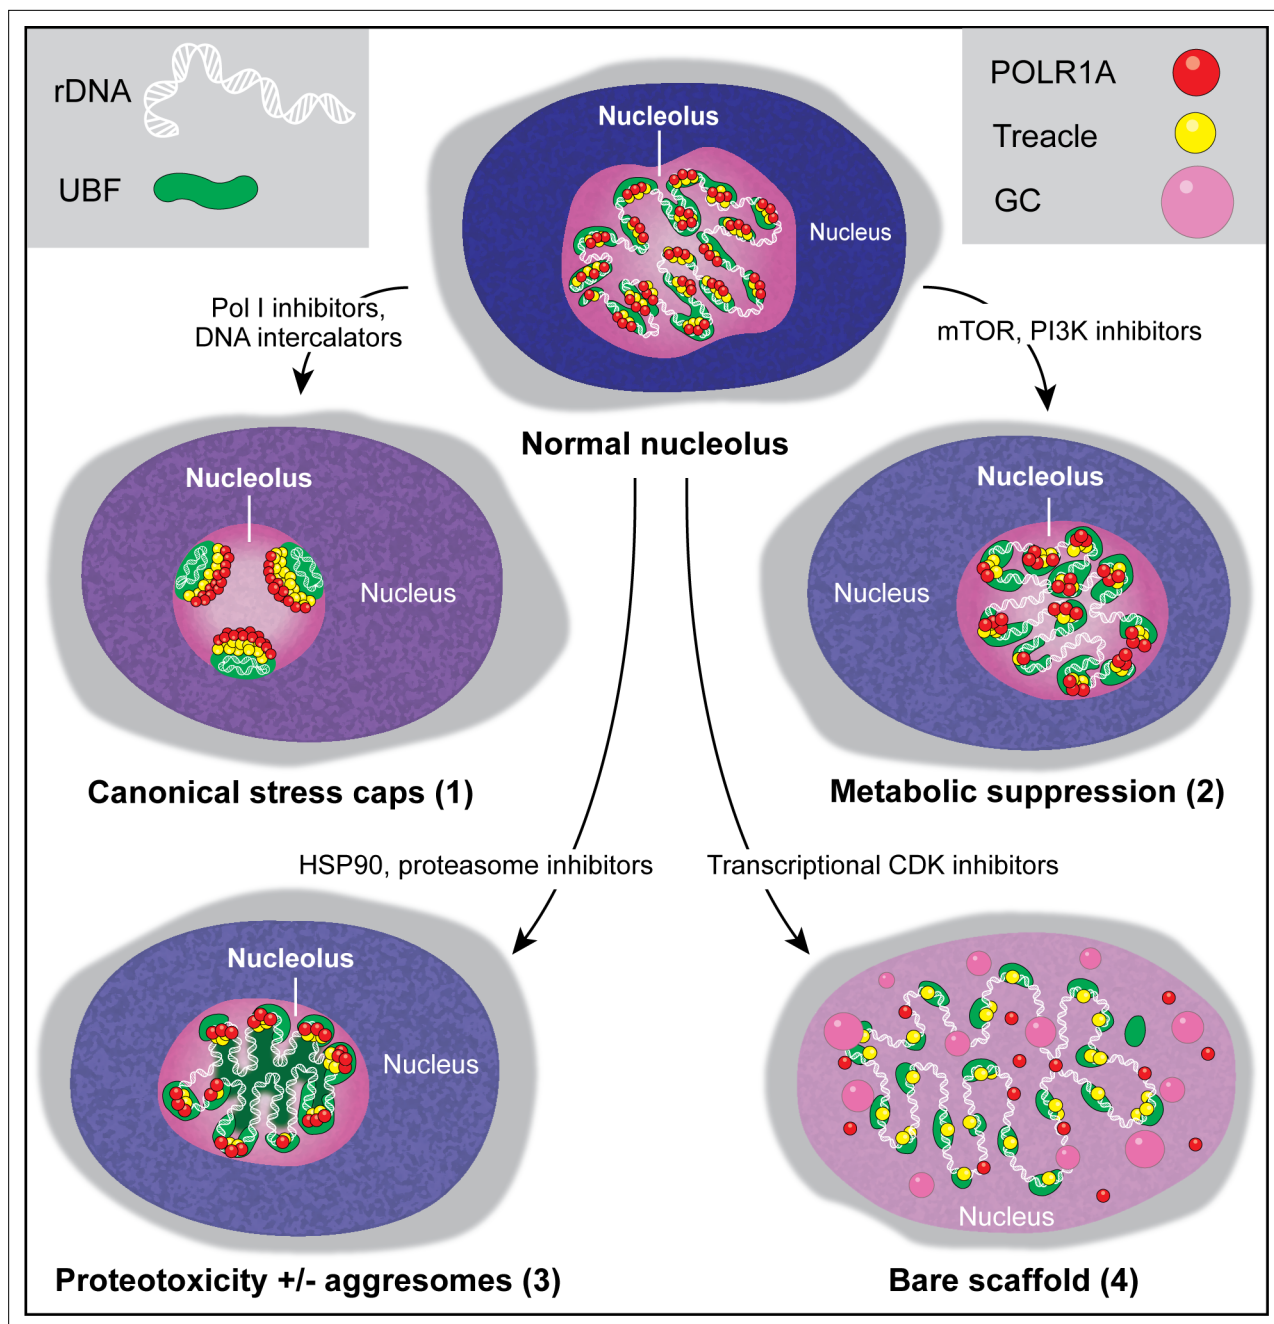 rDNA
UBF
POLR1A
Treacle
GC
Nucleolus
Nucleus
Pol I inhibitors,
DNA intercalators
mTOR, PI3K inhibitors
Normal nucleolus
Nucleolus
Nucleus
Canonical stress caps (1)
Nucleolus
Nucleus
Metabolic suppression (2)
HSP90, proteasome inhibitors
Transcriptional CDK inhibitors
Nucleolus
Nucleus
Proteotoxicity +/- aggresomes (3)
Nucleus
Bare scaffold (4)